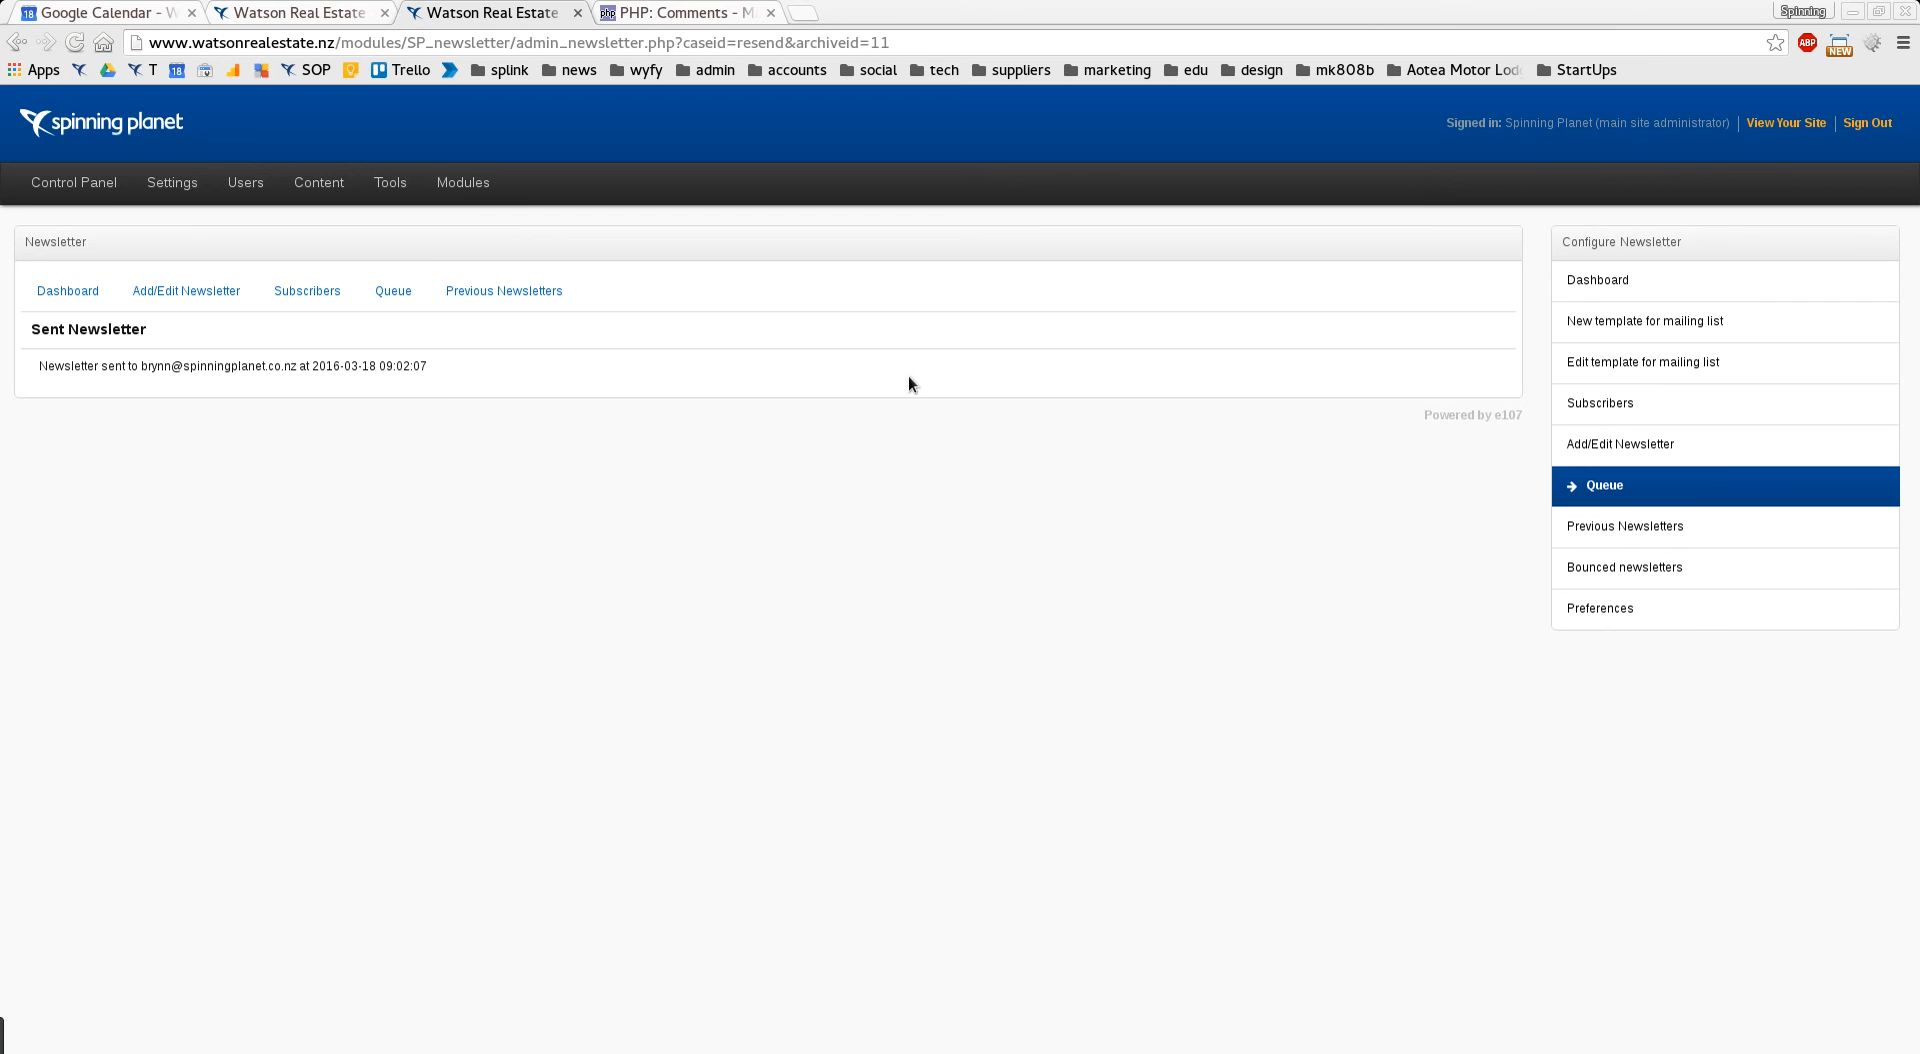 Google Calendar - W
Watson Real Estate
Watson Real Estate
PHP: Comments - M
Spinning
www.watsonrealestate.nz/modules/SP_newsletter/admin_newsletter.php?caseid=resend&archiveid=11
ABP
NEW
Apps
T
18
SOP
Trello
splink
news
wyfy
admin
accounts
social
tech
suppliers
marketing
edu
design
mk808b
Aotea Motor Lod
StartUps
spinning planet
Signed in: Spinning Planet (main site administrator) | View Your Site | Sign Out
Control Panel Settings Users Content Tools Modules
Newsletter
Dashboard Add/Edit Newsletter Subscribers Queue Previous Newsletters
Sent Newsletter
Newsletter sent to brynn@spinningplanet.co.nz at 2016-03-18 09:02:07
Powered by e107
Configure Newsletter
Dashboard
New template for mailing list
Edit template for mailing list
Subscribers
Add/Edit Newsletter
Queue
Previous Newsletters
Bounced newsletters
Preferences